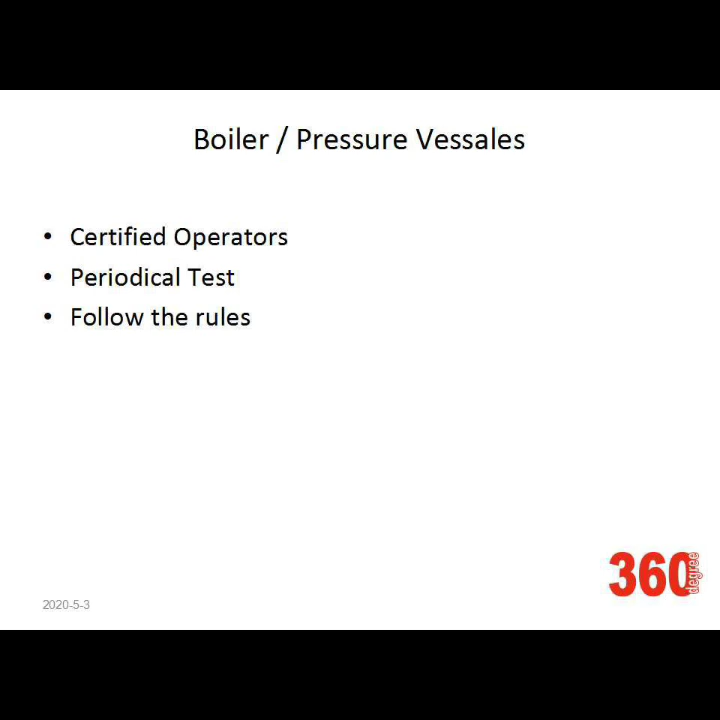 Boiler / Pressure Vessales
• Certified Operators
• Periodical Test
• Follow the rules
360 degree
2020-5-3